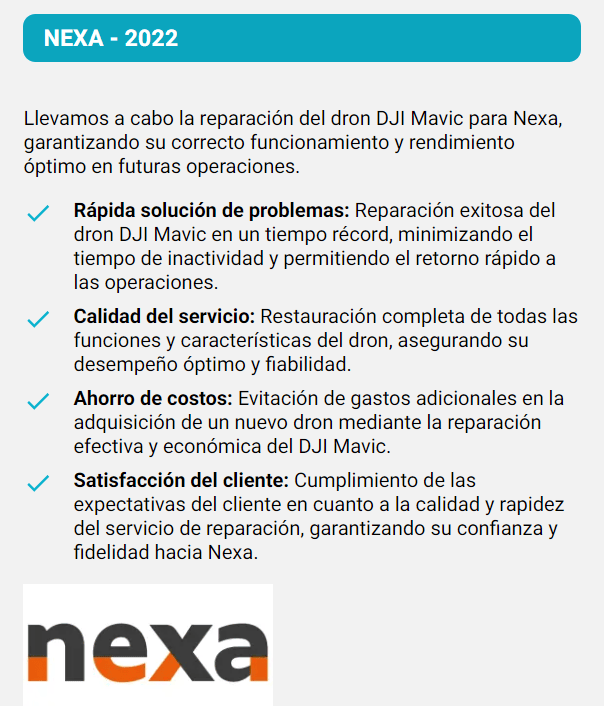 NEXA - 2022
Llevamos a cabo la reparación del dron DJI Mavic para Nexa,
garantizando su correcto funcionamiento y rendimiento
óptimo en futuras operaciones.
Rápida solución de problemas: Reparación exitosa del
dron DJI Mavic en un tiempo récord, minimizando el
tiempo de inactividad y permitiendo el retorno rápido a
las operaciones.
Calidad del servicio: Restauración completa de todas las
funciones y características del dron, asegurando su
desempeño óptimo y fiabilidad.
Ahorro de costos: Evitación de gastos adicionales en la
adquisición de un nuevo dron mediante la reparación
efectiva y económica del DJI Mavic.
Satisfacción del cliente: Cumplimiento de las
expectativas del cliente en cuanto a la calidad y rapidez
del servicio de reparación, garantizando su confianza y
fidelidad hacia Nexa.
nexa